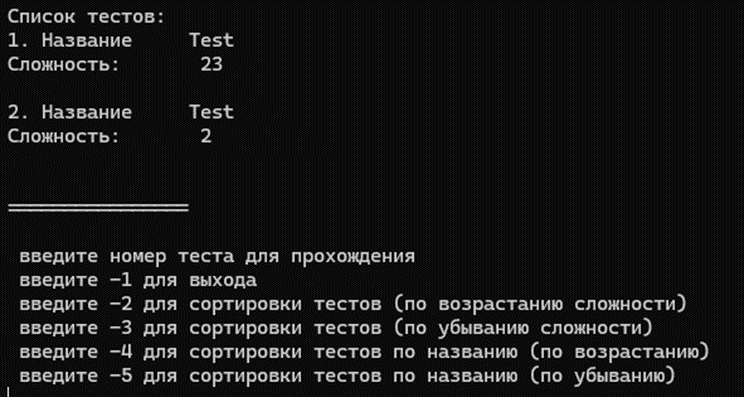 Список тестов:
1. Название     Test
Сложность:       23
2. Название     Test
Сложность:       2
================
введите номер теста для прохождения
введите -1 для выхода
введите -2 для сортировки тестов (по возрастанию сложности)
введите -3 для сортировки тестов (по убыванию сложности)
введите -4 для сортировки тестов по названию (по возрастанию)
введите -5 для сортировки тестов по названию (по убыванию)